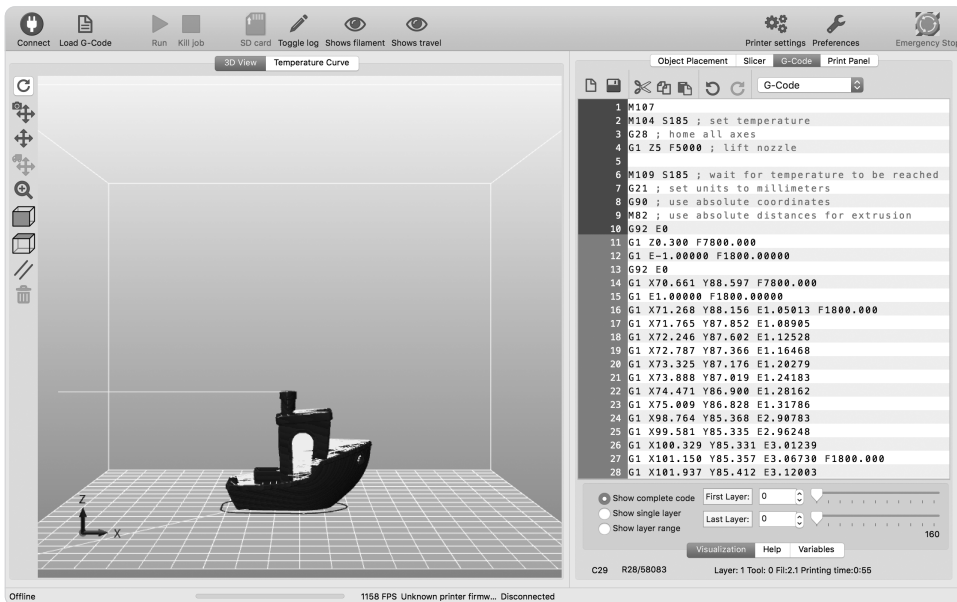 Connect Load G-Code Run Kill job SD card Toggle log Shows filament Shows travel Printer settings Preferences Emergency Stop
3D View Temperature Curve
Object Placement Slicer G-Code Print Panel
G-Code
1 M107
2 M104 S185 ; set temperature
3 G28 ; home all axes
4 G1 Z5 F5000 ; lift nozzle
5
6 M109 S185 ; wait for temperature to be reached
7 G21 ; set units to millimeters
8 G90 ; use absolute coordinates
9 M82 ; use absolute distances for extrusion
10 G92 E0
11 G1 Z0.300 F7800.000
12 G1 E-1.00000 F1800.00000
13 G92 E0
14 G1 X70.661 Y88.597 F7800.000
15 G1 E1.00000 F1800.00000
16 G1 X71.268 Y88.156 E1.05013 F1800.000
17 G1 X71.765 Y87.852 E1.08905
18 G1 X72.246 Y87.602 E1.12528
19 G1 X72.787 Y87.366 E1.16468
20 G1 X73.325 Y87.176 E1.20279
21 G1 X73.888 Y87.019 E1.24183
22 G1 X74.471 Y86.900 E1.28162
23 G1 X75.009 Y86.828 E1.31786
24 G1 X98.764 Y85.368 E2.90783
25 G1 X99.581 Y85.335 E2.96248
26 G1 X100.329 Y85.331 E3.01239
27 G1 X101.150 Y85.357 E3.06730 F1800.000
28 G1 X101.937 Y85.412 E3.12003
Z
X
Show complete code First Layer: 0
Show single layer
Last Layer: 0
Show layer range
160
Visualization Help Variables
C29 R28/58083 Layer: 1 Tool: 0 Fil:2.1 Printing time:0:55
Offline 1158 FPS Unknown printer firmw... Disconnected